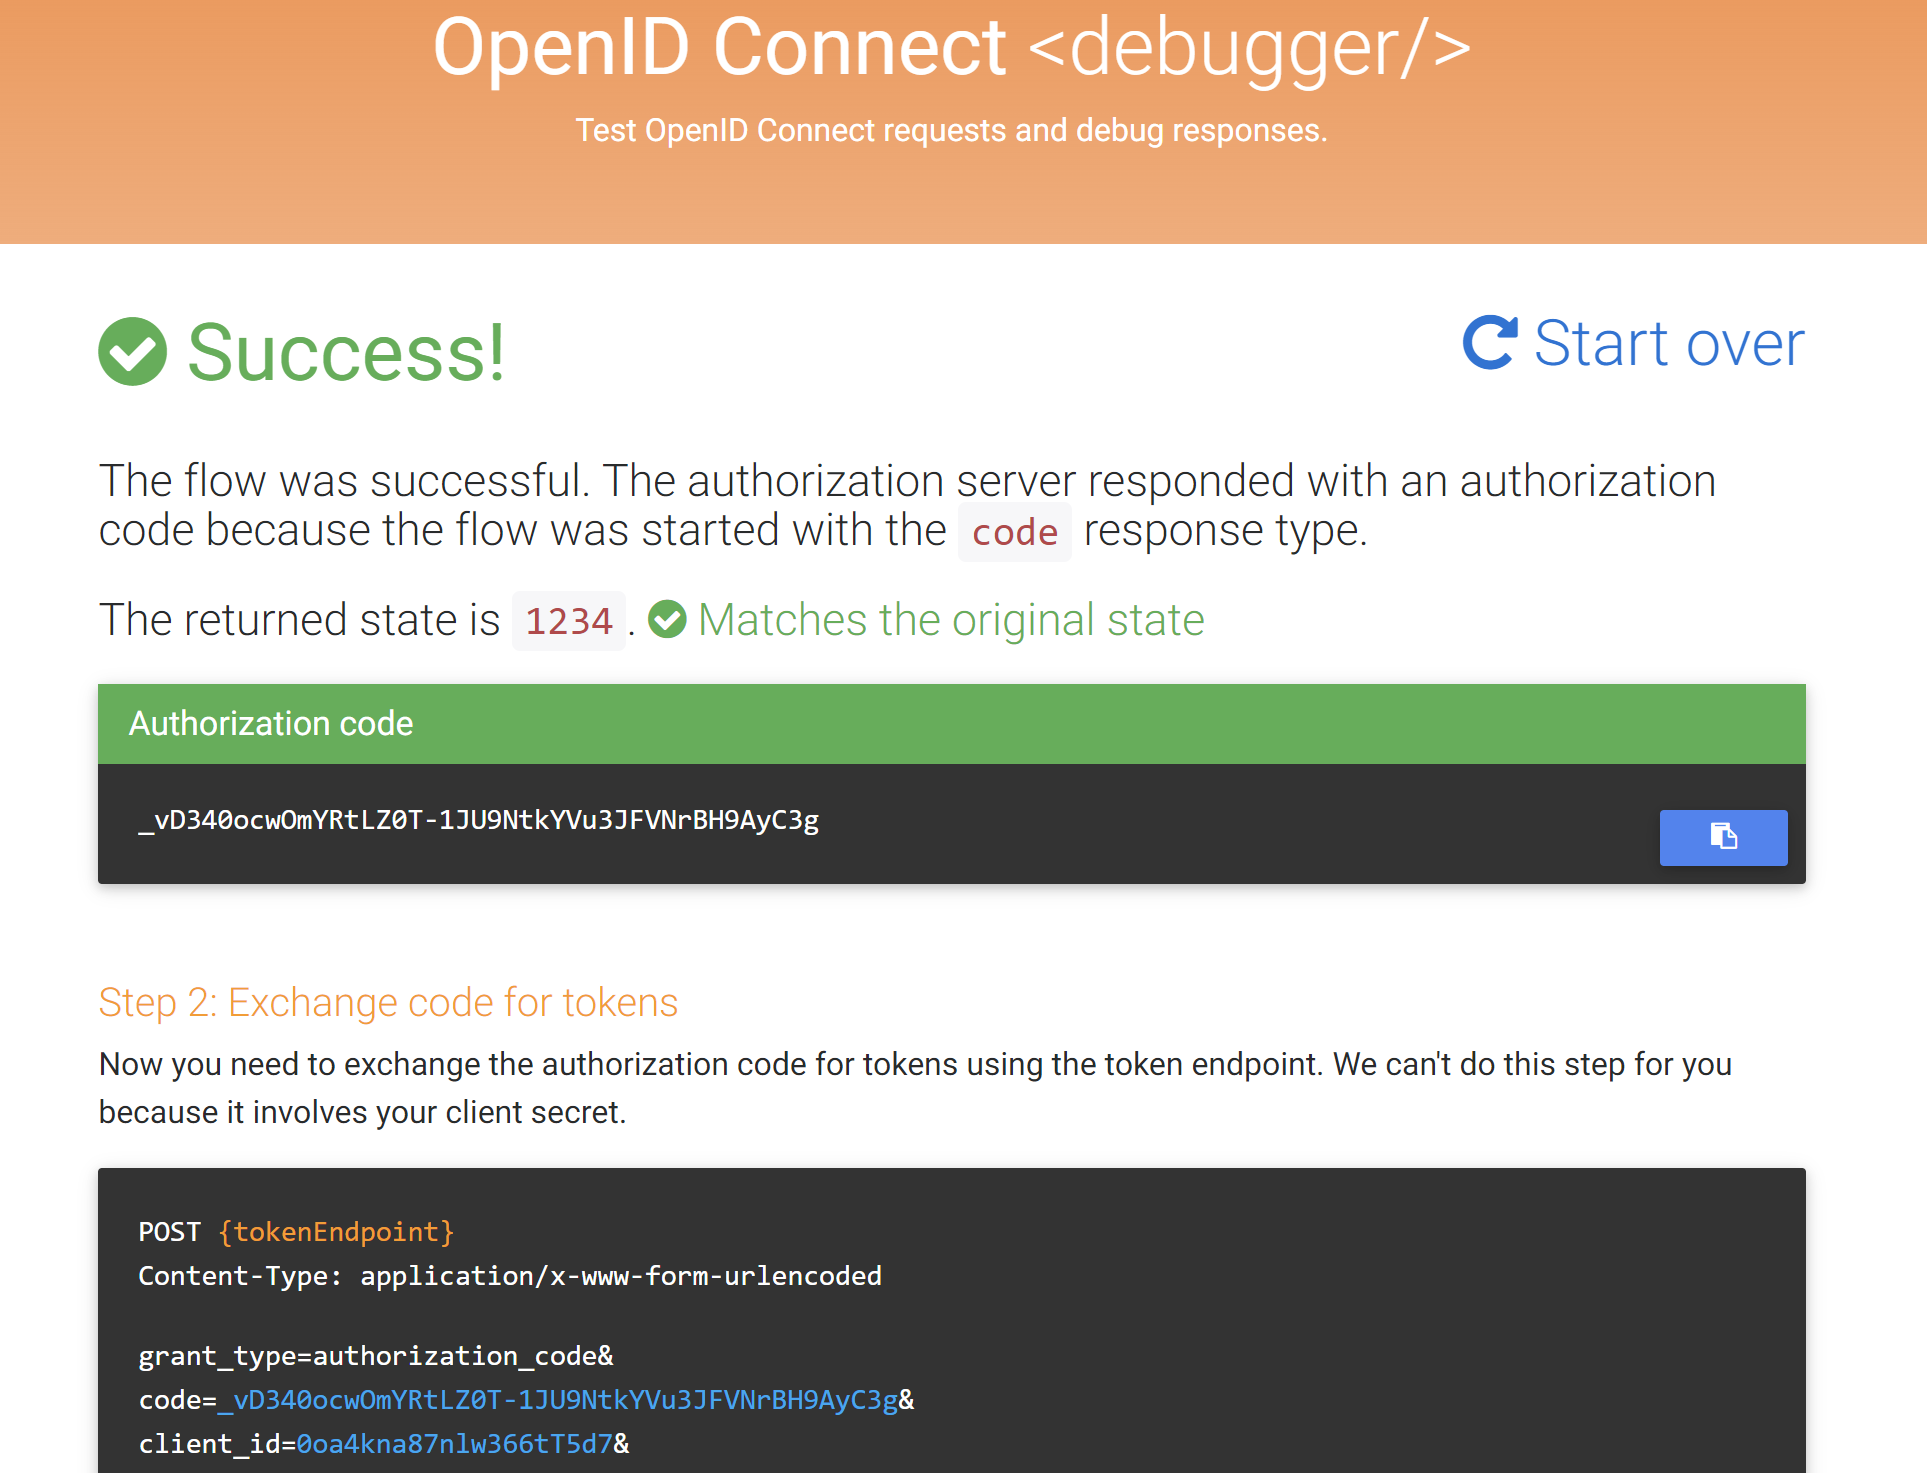 OpenID Connect <debugger/>
Test OpenID Connect requests and debug responses.
Success!
Start over
The flow was successful. The authorization server responded with an authorization
code because the flow was started with the code response type.
The returned state is 1234. Matches the original state
Authorization code
_vD340ocwOmYRtLZ0T-1JU9NtkYVu3JFVNrBH9AyC3g
Step 2: Exchange code for tokens
Now you need to exchange the authorization code for tokens using the token endpoint. We can't do this step for you
because it involves your client secret.
POST {tokenEndpoint}
Content-Type: application/x-www-form-urlencoded
grant_type=authorization_code&
code=_vD340ocwOmYRtLZ0T-1JU9NtkYVu3JFVNrBH9AyC3g&
client_id=0oa4kna87nlw366tT5d7&